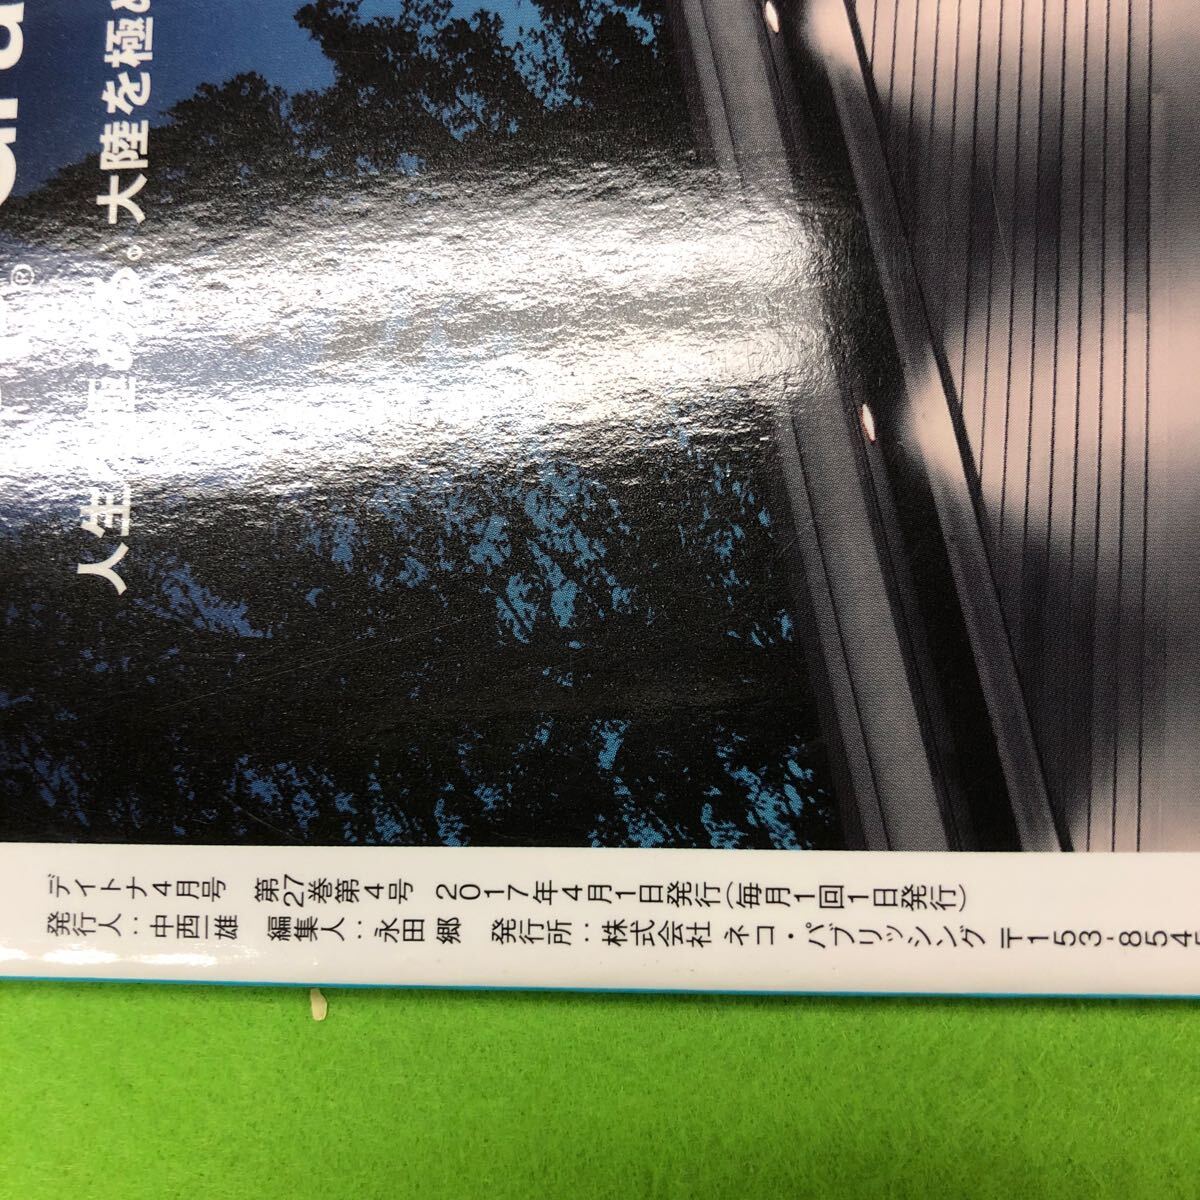 人生を極める。大陸を極め
デイトナ4月号 第27巻第4号 2017年4月1日発行(毎月1回1日発行)
発行人：中西一雄 編集人：永田 郷 発行所：株式会社 ネコ・パブリッシング 〒153-8545